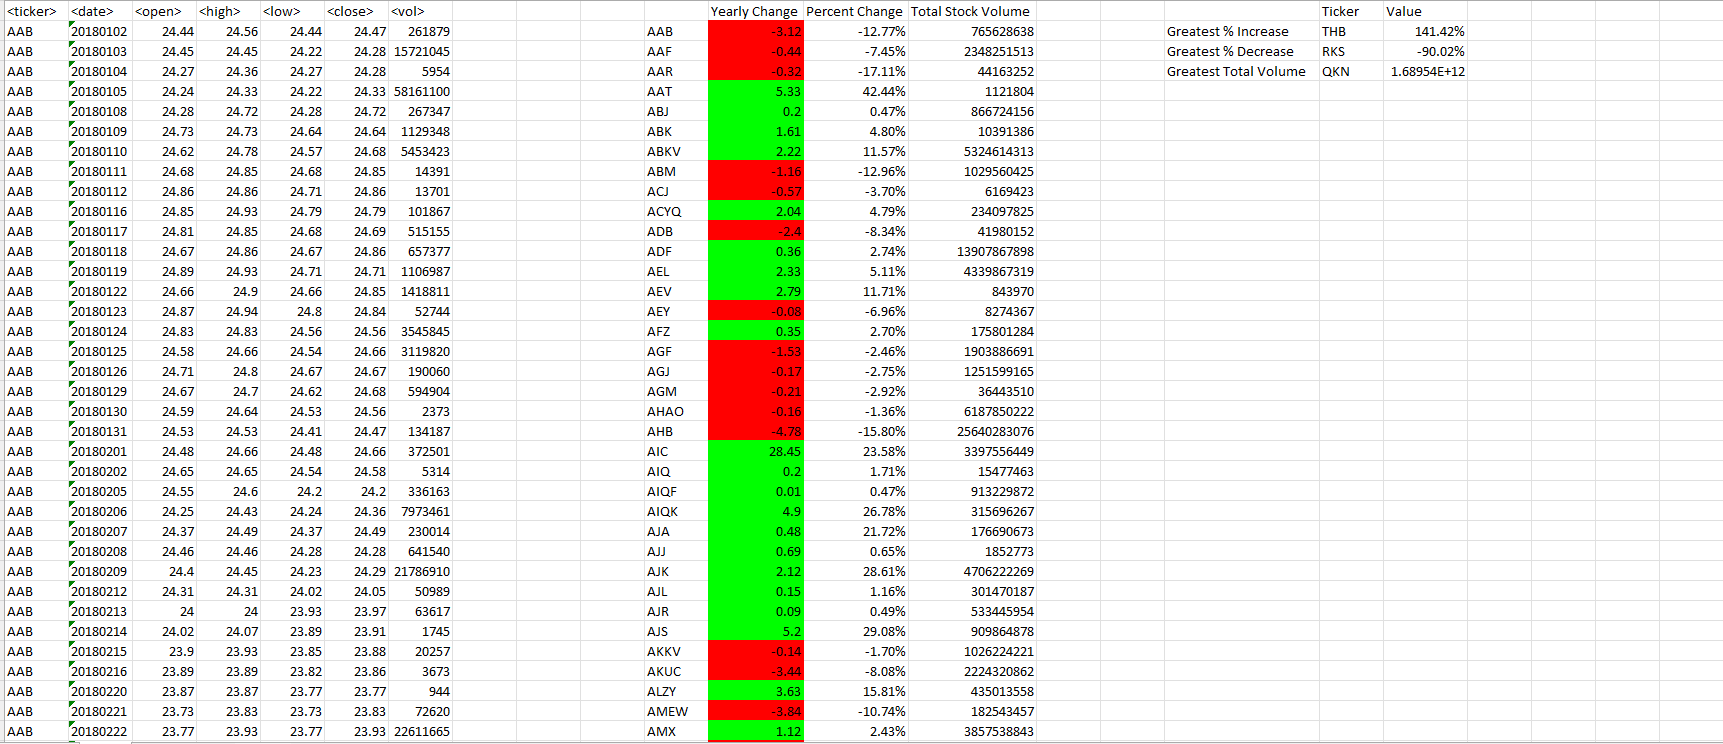 <ticker> <date> <open> <high> <low> <close> <vol> Yearly Change Percent Change Total Stock Volume Ticker Value
AAB 20180102 24.44 24.56 24.44 24.47 261879 AAB -3.12 -12.77% 765628638 Greatest % Increase THB 141.42%
AAB 20180103 24.45 24.45 24.22 24.28 15721045 AAF -0.44 -7.45% 2348251513 Greatest % Decrease RKS -90.02%
AAB 20180104 24.27 24.36 24.27 24.28 5954 AAR -0.32 -17.11% 44163252 Greatest Total Volume QKN 1.68954E+12
AAB 20180105 24.24 24.33 24.22 24.33 58161100 AAT 5.33 42.44% 1121804
AAB 20180108 24.28 24.72 24.28 24.72 267347 ABJ 0.2 0.47% 866724156
AAB 20180109 24.73 24.73 24.64 24.64 1129348 ABK 1.61 4.80% 10391386
AAB 20180110 24.62 24.78 24.57 24.68 5453423 ABKV 2.22 11.57% 5324614313
AAB 20180111 24.68 24.85 24.68 24.85 14391 ABM -1.16 -12.96% 1029560425
AAB 20180112 24.86 24.86 24.71 24.86 13701 ACJ -0.57 -3.70% 6169423
AAB 20180116 24.85 24.93 24.79 24.79 101867 ACYQ 2.04 4.79% 234097825
AAB 20180117 24.81 24.85 24.68 24.69 515155 ADB -2.4 -8.34% 41980152
AAB 20180118 24.67 24.86 24.67 24.86 657377 ADF 0.36 2.74% 13907867898
AAB 20180119 24.89 24.93 24.71 24.71 1106987 AEL 2.33 5.11% 4339867319
AAB 20180122 24.66 24.9 24.66 24.85 1418811 AEV 2.79 11.71% 843970
AAB 20180123 24.87 24.94 24.8 24.84 52744 AEY -0.08 -6.96% 8274367
AAB 20180124 24.83 24.83 24.56 24.56 3545845 AFZ 0.35 2.70% 175801284
AAB 20180125 24.58 24.66 24.54 24.66 3119820 AGF -1.53 -2.46% 1903886691
AAB 20180126 24.71 24.8 24.67 24.67 190060 AGJ -0.17 -2.75% 1251599165
AAB 20180129 24.67 24.7 24.62 24.68 594904 AGM -0.21 -2.92% 36443510
AAB 20180130 24.59 24.64 24.53 24.56 2373 AHAO -0.16 -1.36% 6187850222
AAB 20180131 24.53 24.53 24.41 24.47 134187 AHB -4.78 -15.80% 25640283076
AAB 20180201 24.48 24.66 24.48 24.66 372501 AIC 28.45 23.58% 3397556449
AAB 20180202 24.65 24.65 24.54 24.58 5314 AIQ 0.2 1.71% 15477463
AAB 20180205 24.55 24.6 24.2 24.2 336163 AIQF 0.01 0.47% 913229872
AAB 20180206 24.25 24.43 24.24 24.36 7973461 AIQK 4.9 26.78% 315696267
AAB 20180207 24.37 24.49 24.37 24.49 230014 AJA 0.48 21.72% 176690673
AAB 20180208 24.46 24.46 24.28 24.28 641540 AJJ 0.69 0.65% 1852773
AAB 20180209 24.4 24.45 24.23 24.29 21786910 AJK 2.12 28.61% 4706222269
AAB 20180212 24.31 24.31 24.02 24.05 50989 AJL 0.15 1.16% 301470187
AAB 20180213 24 24 23.93 23.97 63617 AJR 0.09 0.49% 533445954
AAB 20180214 24.02 24.07 23.89 23.91 1745 AJS 5.2 29.08% 909864878
AAB 20180215 23.9 23.93 23.85 23.88 20257 AKKV -0.14 -1.70% 1026224221
AAB 20180216 23.89 23.89 23.82 23.86 3673 AKUC -3.44 -8.08% 2224320862
AAB 20180220 23.87 23.87 23.77 23.77 944 ALZY 3.63 15.81% 435013558
AAB 20180221 23.73 23.83 23.73 23.83 72620 AMEW -3.84 -10.74% 182543457
AAB 20180222 23.77 23.93 23.77 23.93 22611665 AMX 1.12 2.43% 3857538843